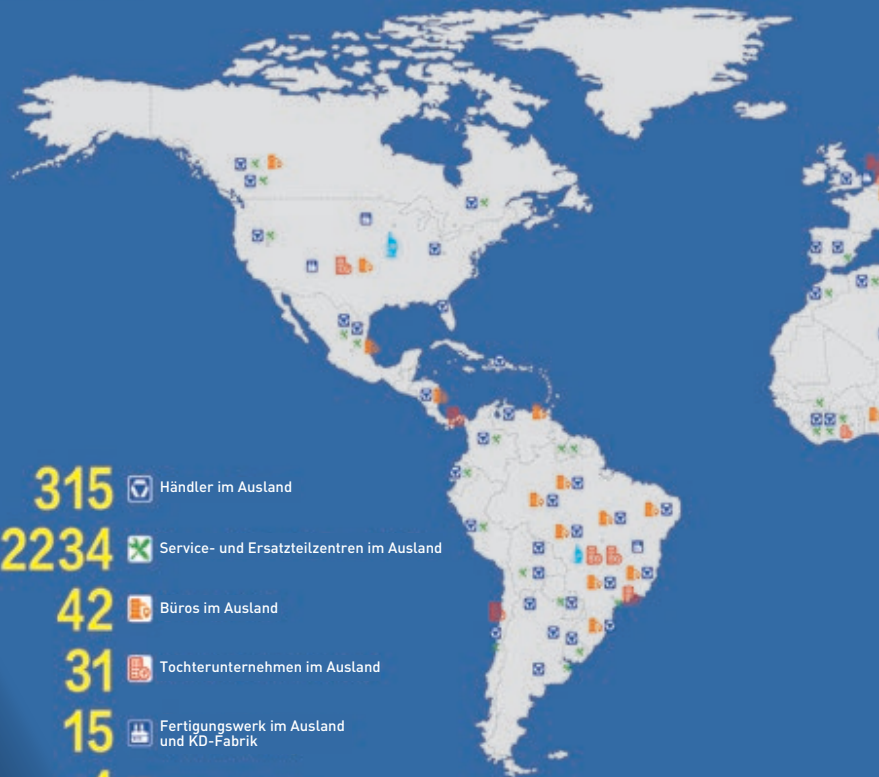 315 Händler im Ausland
2234 Service- und Ersatzteilzentren im Ausland
42 Büros im Ausland
31 Tochterunternehmen im Ausland
15 Fertigungswerk im Ausland
und KD-Fabrik